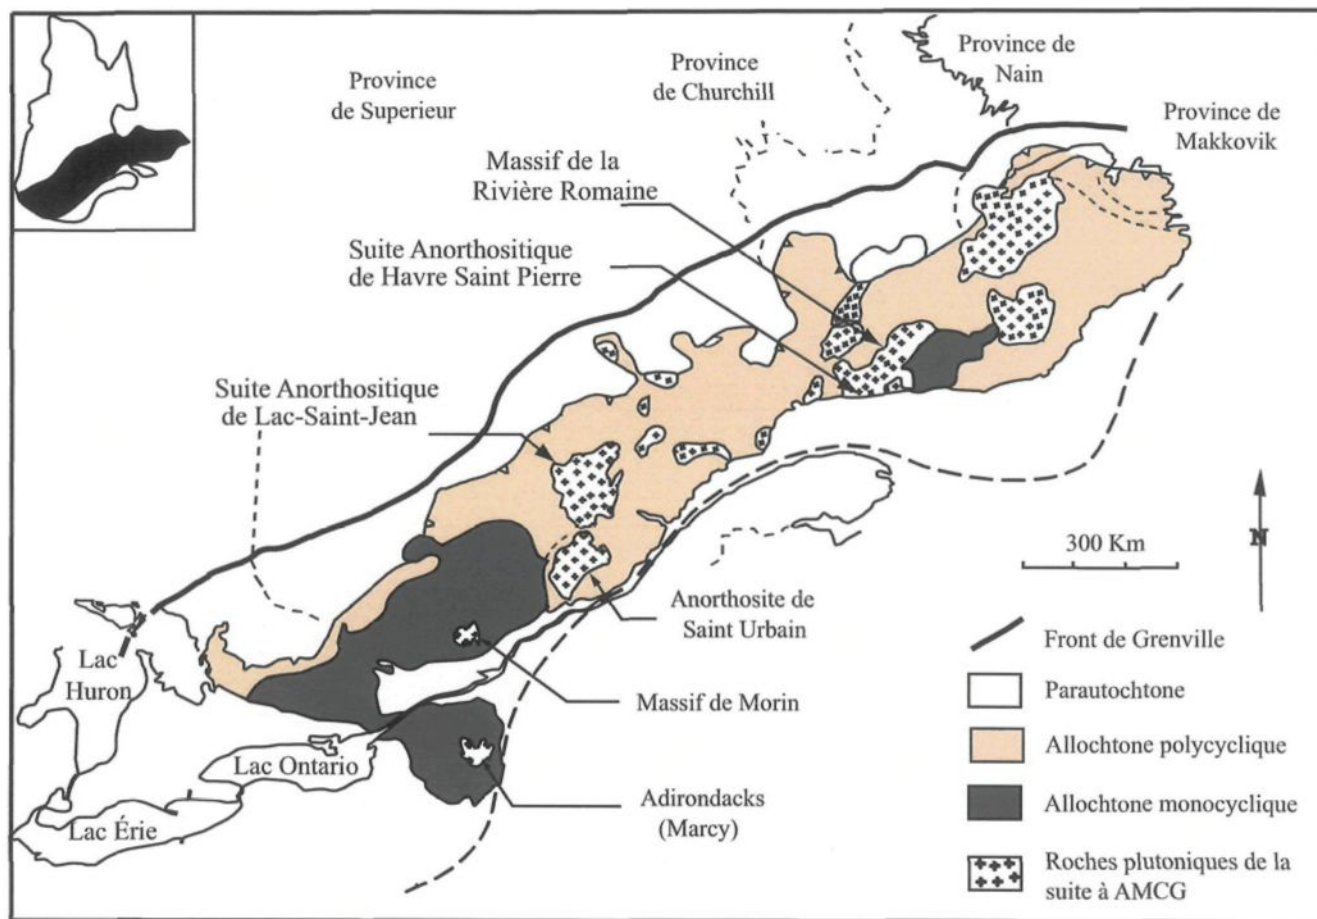 Province
de Superieur
Province
de Churchill
Province de
Nain
Province de
Makkovik
Massif de la
Rivière Romaine
Suite Anorthositique
de Havre Saint Pierre
Suite Anorthositique
de Lac-Saint-Jean
N
300 Km
Anorthosite de
Saint Urbain
Massif de Morin
Adirondacks
(Marcy)
Lac
Huron
Lac Ontario
Lac Érie
Front de Grenville
Parautochtone
Allochtone polycyclique
Allochtone monocyclique
Roches plutoniques de la
suite à AMCG